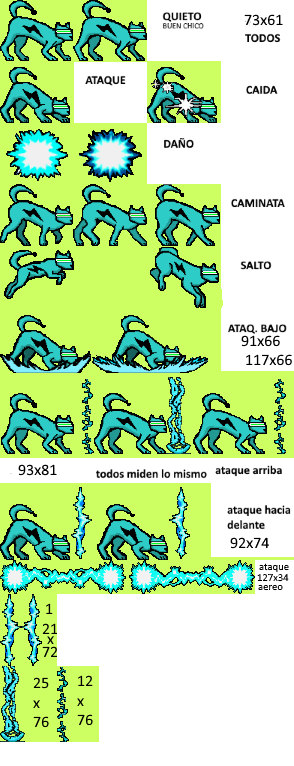 QUIETO
BUEN CHICO
73x61
TODOS
ATAQUE
CAIDA
DAÑO
CAMINATA
SALTO
ATAQ. BAJO
91x66
117x66
93x81
todos miden lo mismo
ataque arriba
ataque hacia
delante
92x74
ataque
127x34
aereo
1
21
x
72
25
x
76
12
x
76